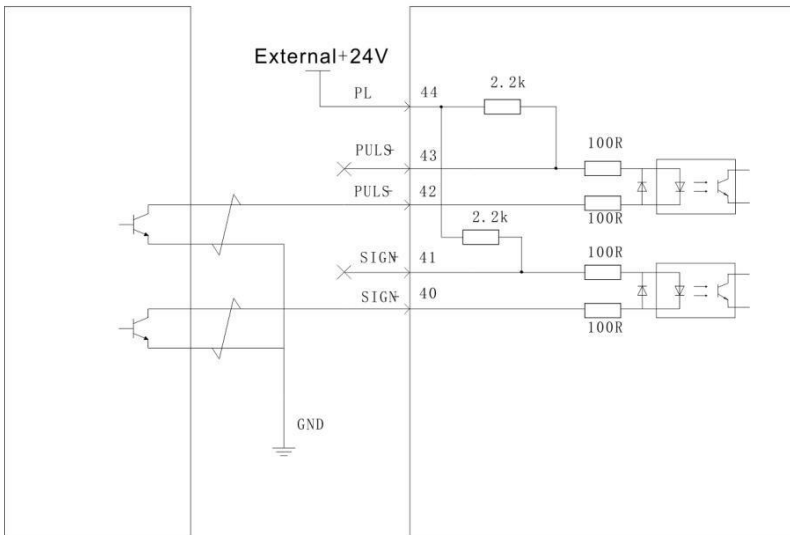 External+24V
2.2k
PL 44
100R
PULS+ 43
PULS- 42
100R
2.2k
100R
SIGN+ 41
SIGN- 40
100R
GND